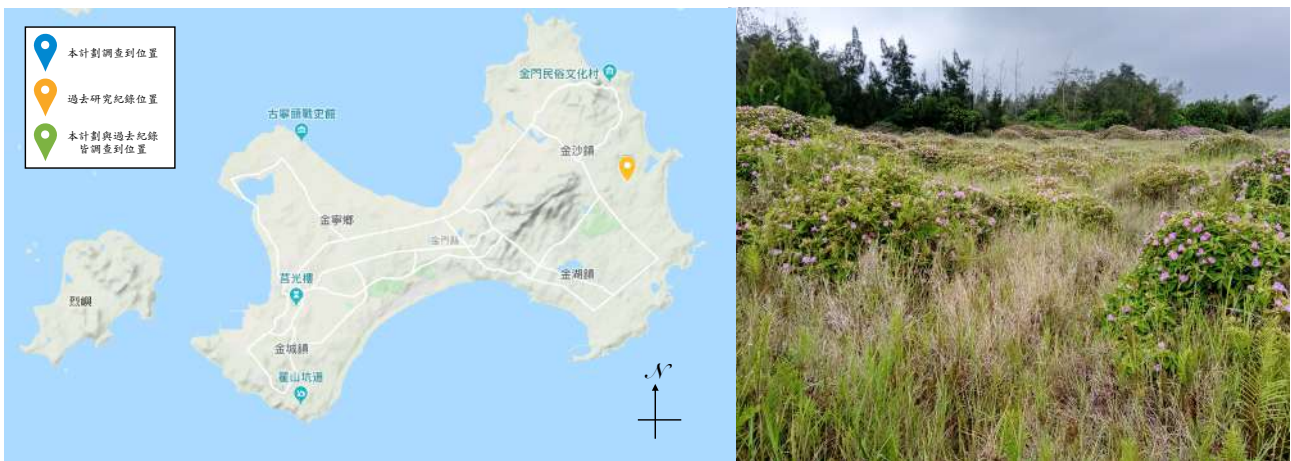 本計劃調查到位置
過去研究紀錄位置
本計劃與過去紀錄
皆調查到位置
金門民俗文化村
古寧頭戰史館
金沙鎮
金寧鄉
金門縣
莒光樓
金湖鎮
烈嶼
金城鎮
翟山坑道
N